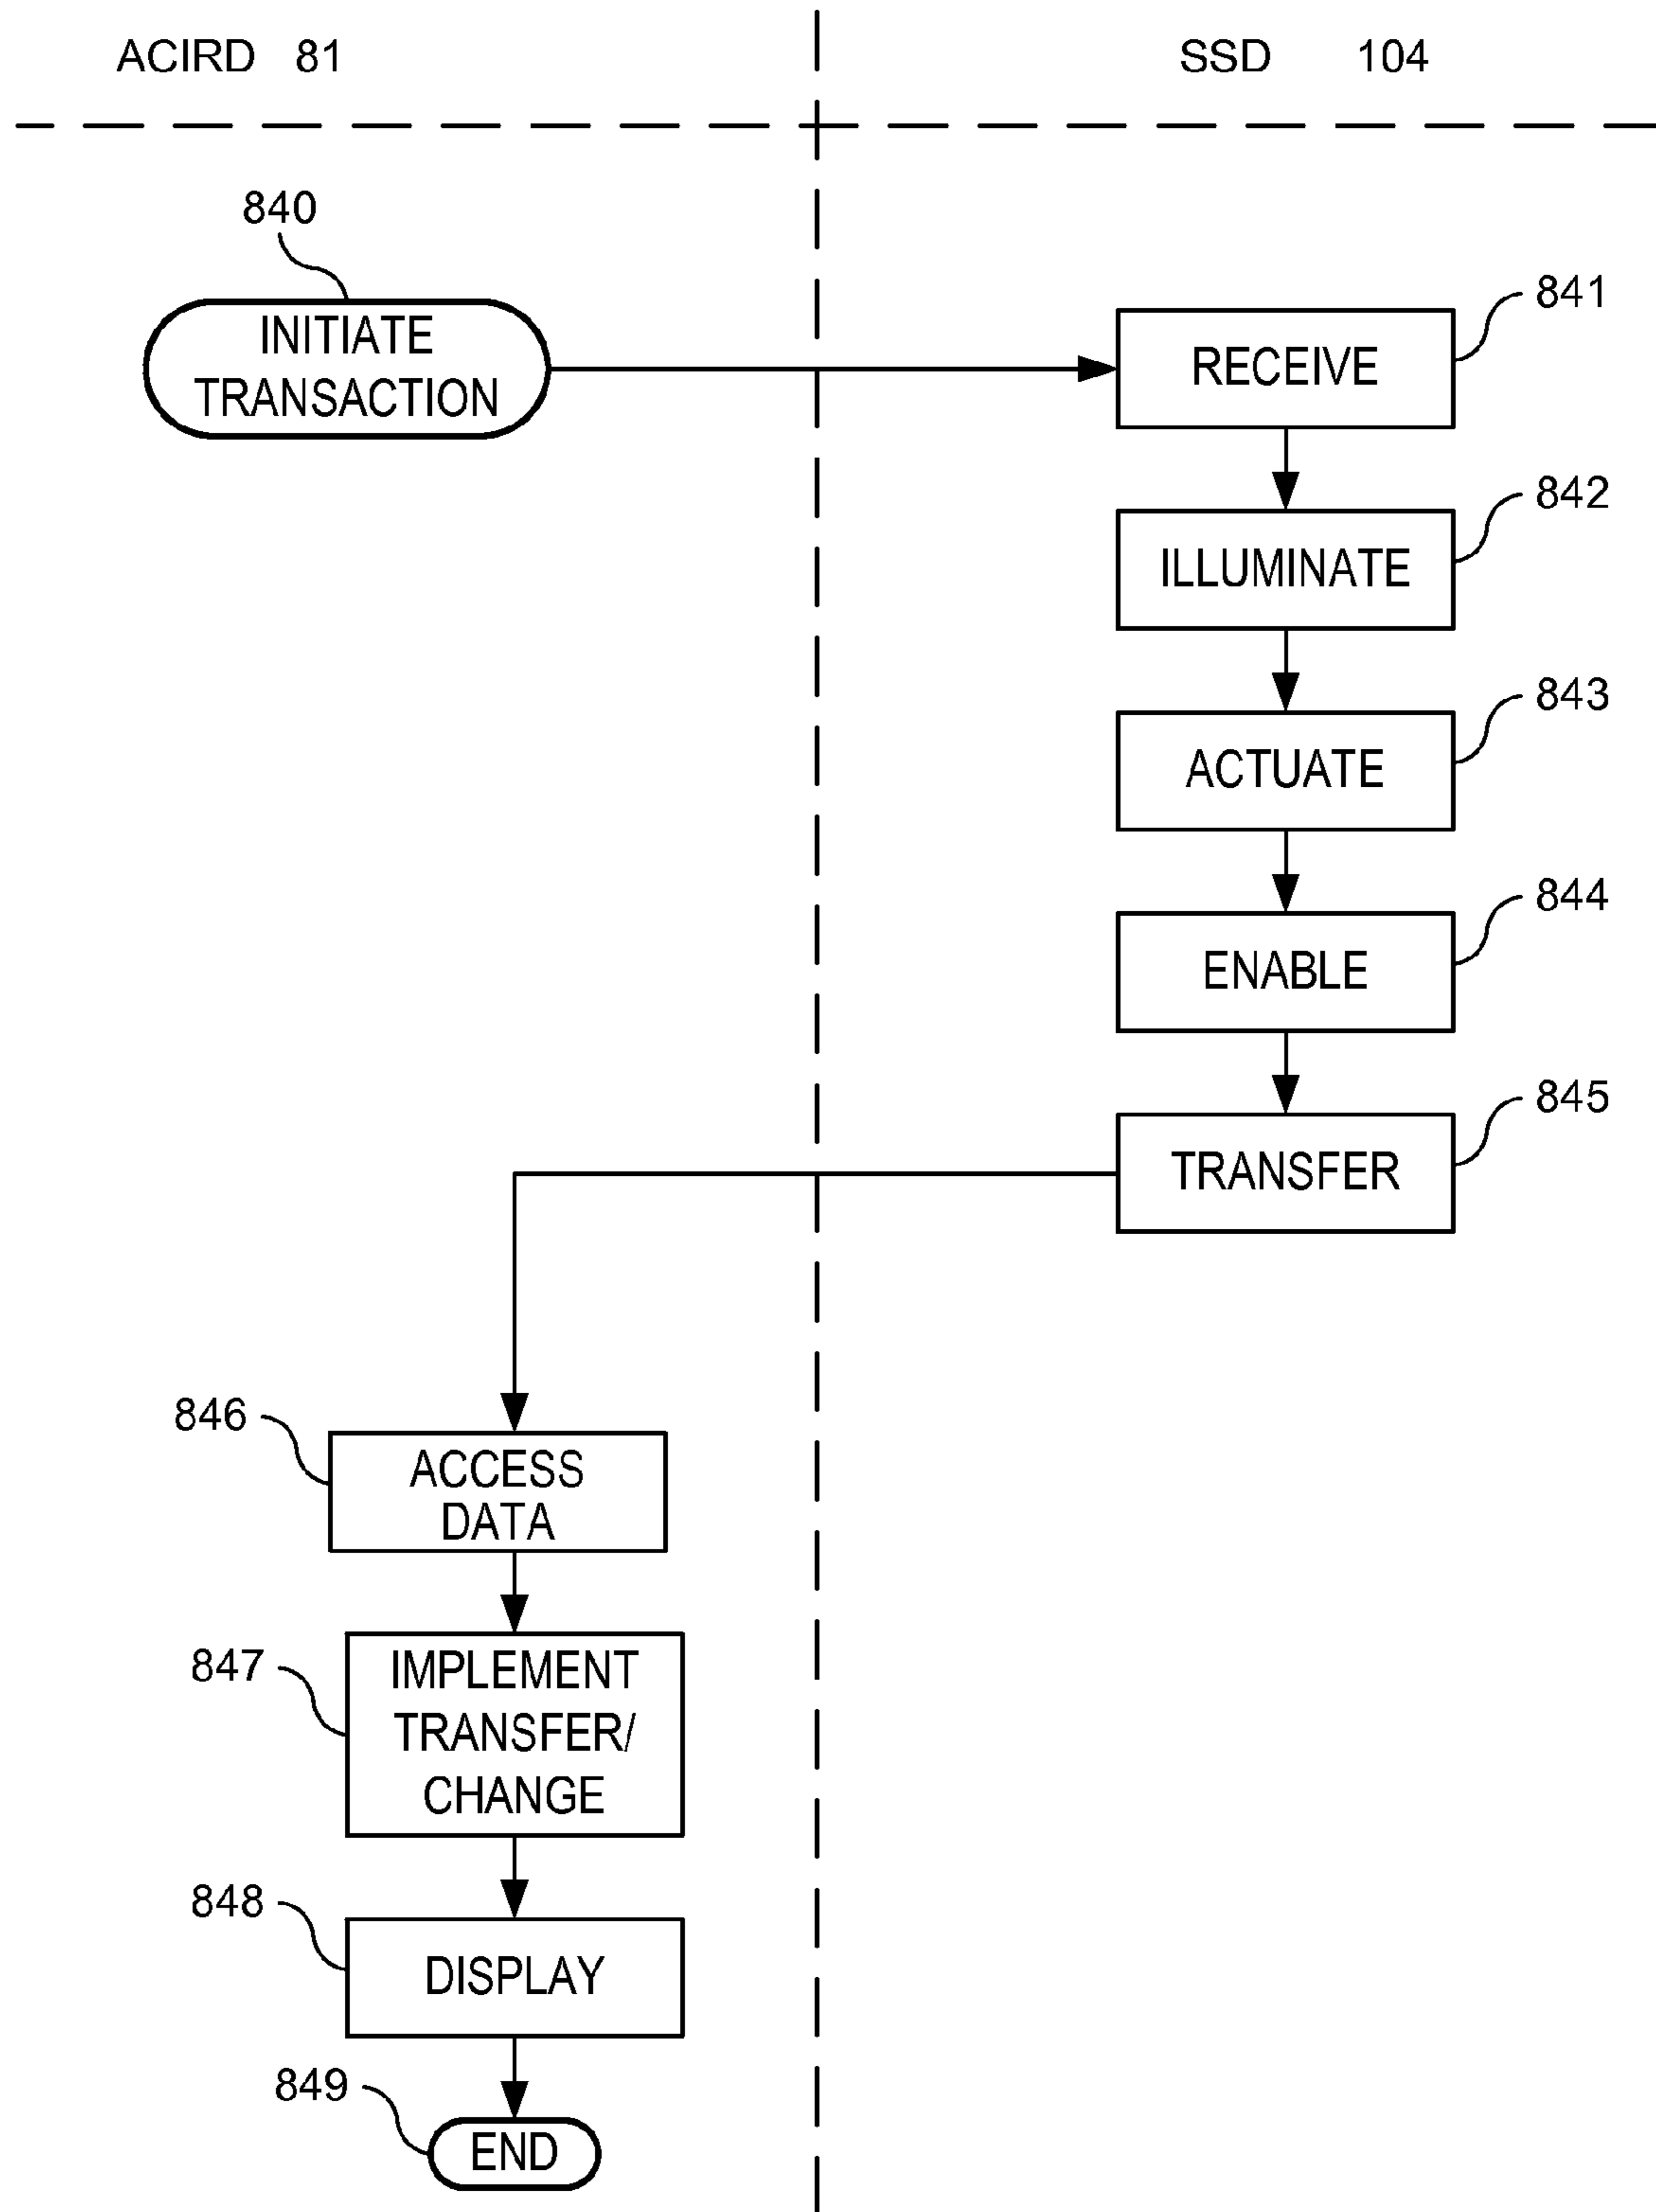 ACIRD 81
SSD 104
840
INITIATE
TRANSACTION
841
RECEIVE
842
ILLUMINATE
843
ACTUATE
844
ENABLE
845
TRANSFER
846
ACCESS
DATA
847
IMPLEMENT
TRANSFER/
CHANGE
848
DISPLAY
849
END